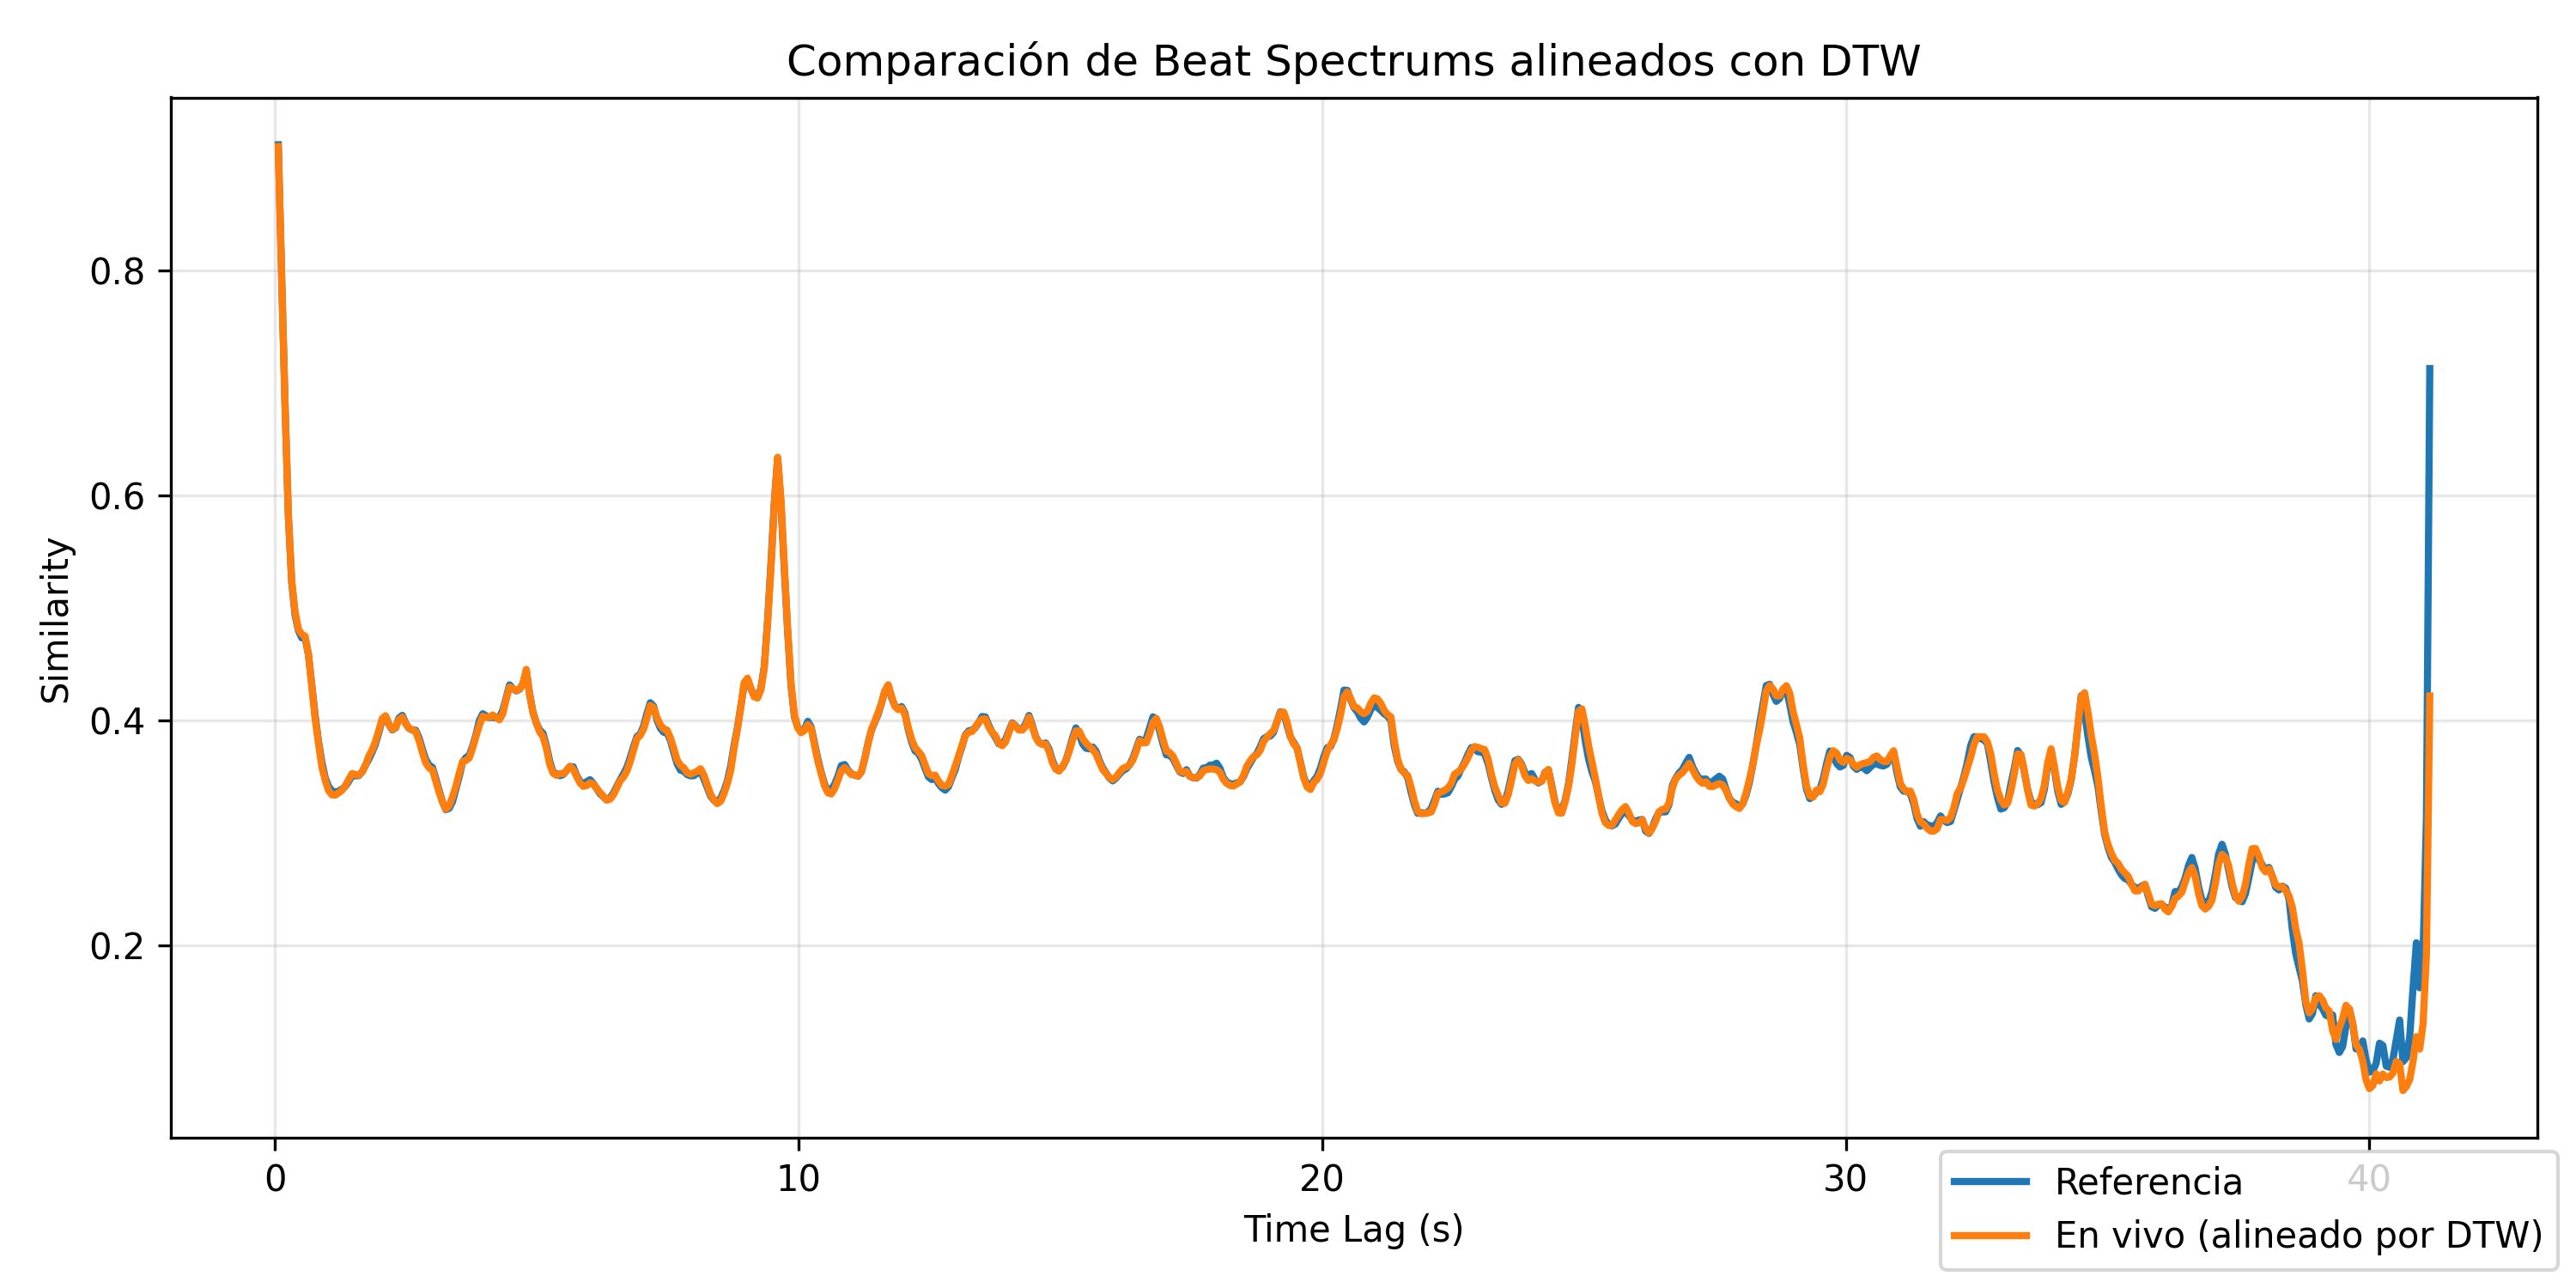 Comparación de Beat Spectrums alineados con DTW
Similarity
0.8
0.6
0.4
0.2
0 10 20 30 40
Time Lag (s)
Referencia
En vivo (alineado por DTW)